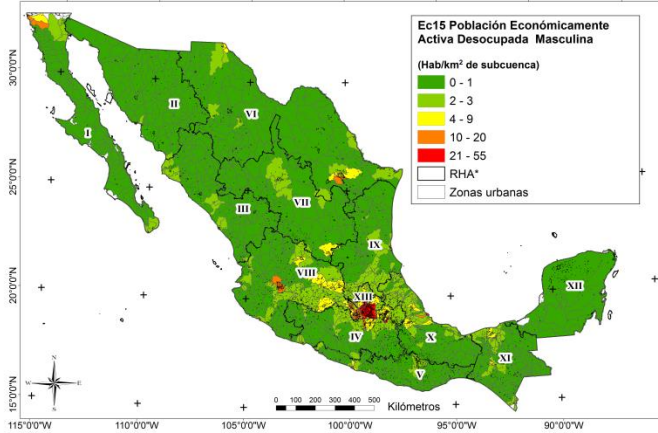 Ec15 Población Económicamente
Activa Desocupada Masculina
(Hab/km² de subcuenca)
0 - 1
2 - 3
4 - 9
10 - 20
21 - 55
RHA*
Zonas urbanas
30°0'0"N
25°0'0"N
20°0'0"N
15°0'0"N
I
II
VI
III
VII
IX
VIII
XIII
IV
X
V
XI
XII
N
W
E
S
0 100 200 300 400 500
Kilómetros
115°0'0"W
110°0'0"W
105°0'0"W
100°0'0"W
95°0'0"W
90°0'0"W